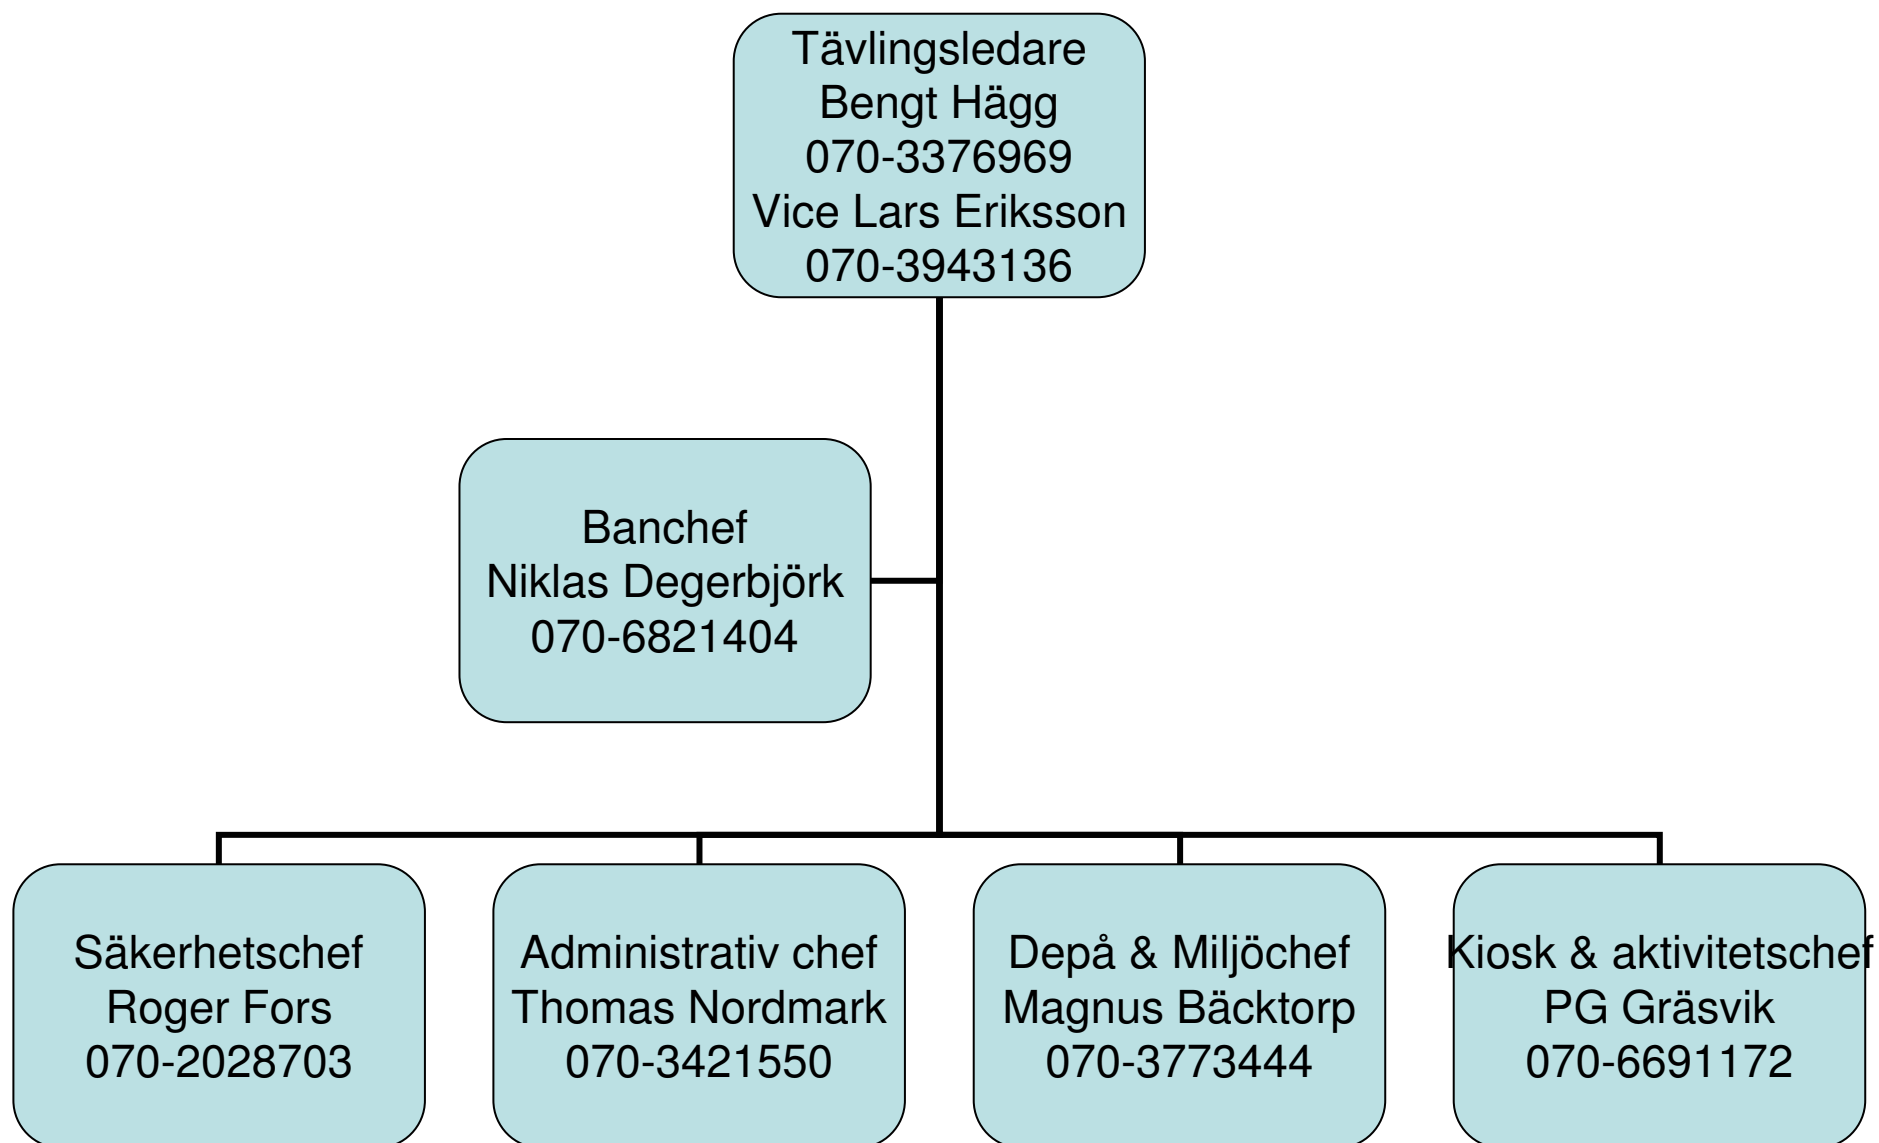 Tävlingsledare
Bengt Hägg
070-3376969
Vice Lars Eriksson
070-3943136
Banchef
Niklas Degerbjörk
070-6821404
Säkerhetschef
Roger Fors
070-2028703
Administrativ chef
Thomas Nordmark
070-3421550
Depå & Miljöchef
Magnus Bäcktorp
070-3773444
Kiosk & aktivitetschef
PG Gräsvik
070-6691172